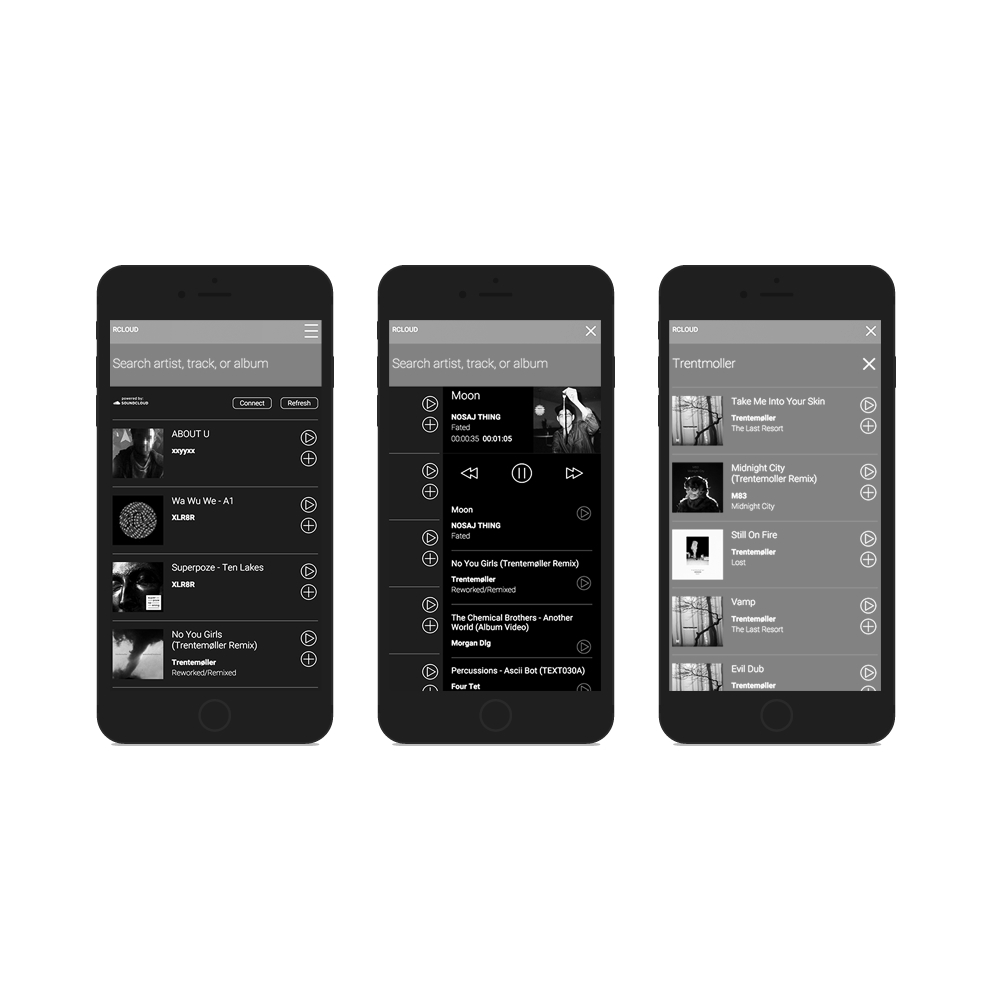 RCLOUD
Search artist, track, or album
powered by:
SOUNDCLOUD
Connect
Refresh
ABOUT U
xxyyxx
Wa Wu We - A1
XLR8R
Superpoze - Ten Lakes
XLR8R
No You Girls
(Trentemøller Remix)
Trentemøller
Reworked/Remixed
RCLOUD
Search artist, track, or album
Moon
NOSAJ THING
Fated
00:00:35 00:01:05
Moon
NOSAJ THING
Fated
No You Girls (Trentemøller Remix)
Trentemøller
Reworked/Remixed
The Chemical Brothers - Another
World (Album Video)
Morgan Dig
Percussions - Ascii Bot (TEXT030A)
Four Tet
RCLOUD
Trentmoller
Take Me Into Your Skin
Trentemøller
The Last Resort
Midnight City
(Trentemoller Remix)
M83
Midnight City
Still On Fire
Trentemøller
Lost
Vamp
Trentemøller
The Last Resort
Evil Dub
Trentemøller